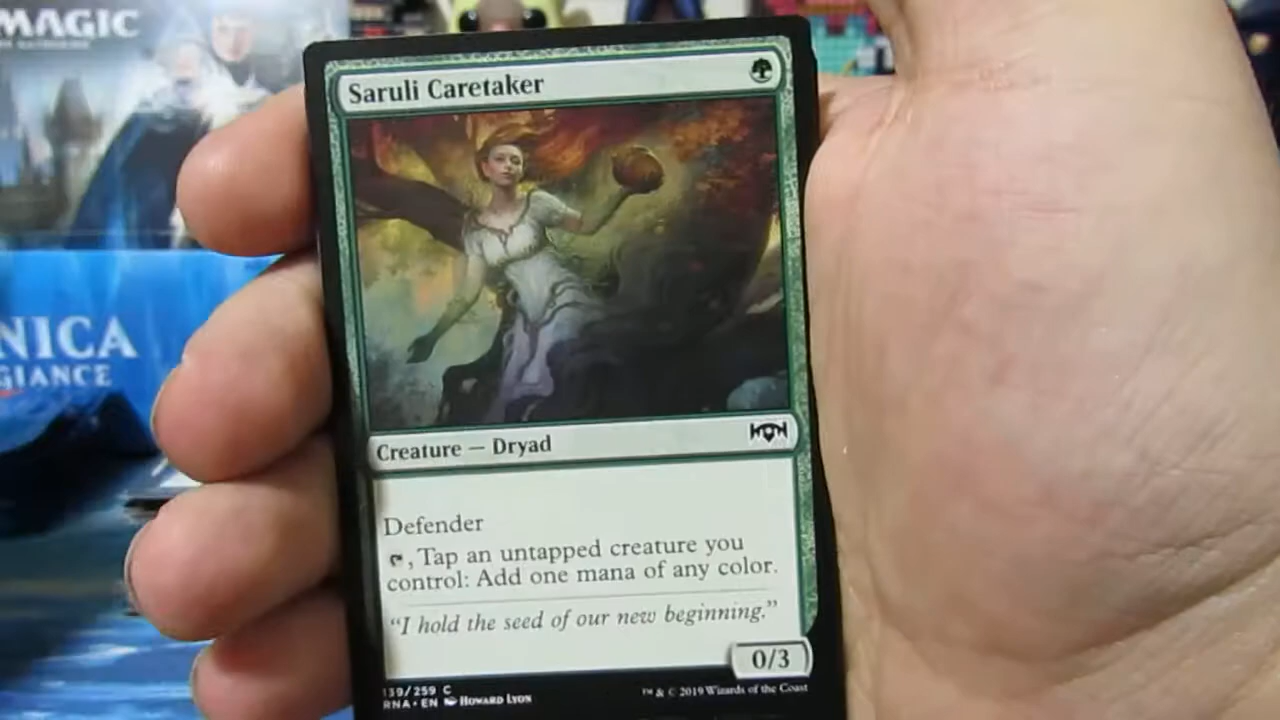 MAGIC
NICA
GIANCE
Saruli Caretaker
Creature — Dryad
Defender
, Tap an untapped creature you
control: Add one mana of any color.
“I hold the seed of our new beginning.”
0/3
139/259 C
RNA • EN Howard Lyon
™ & © 2019 Wizards of the Coast